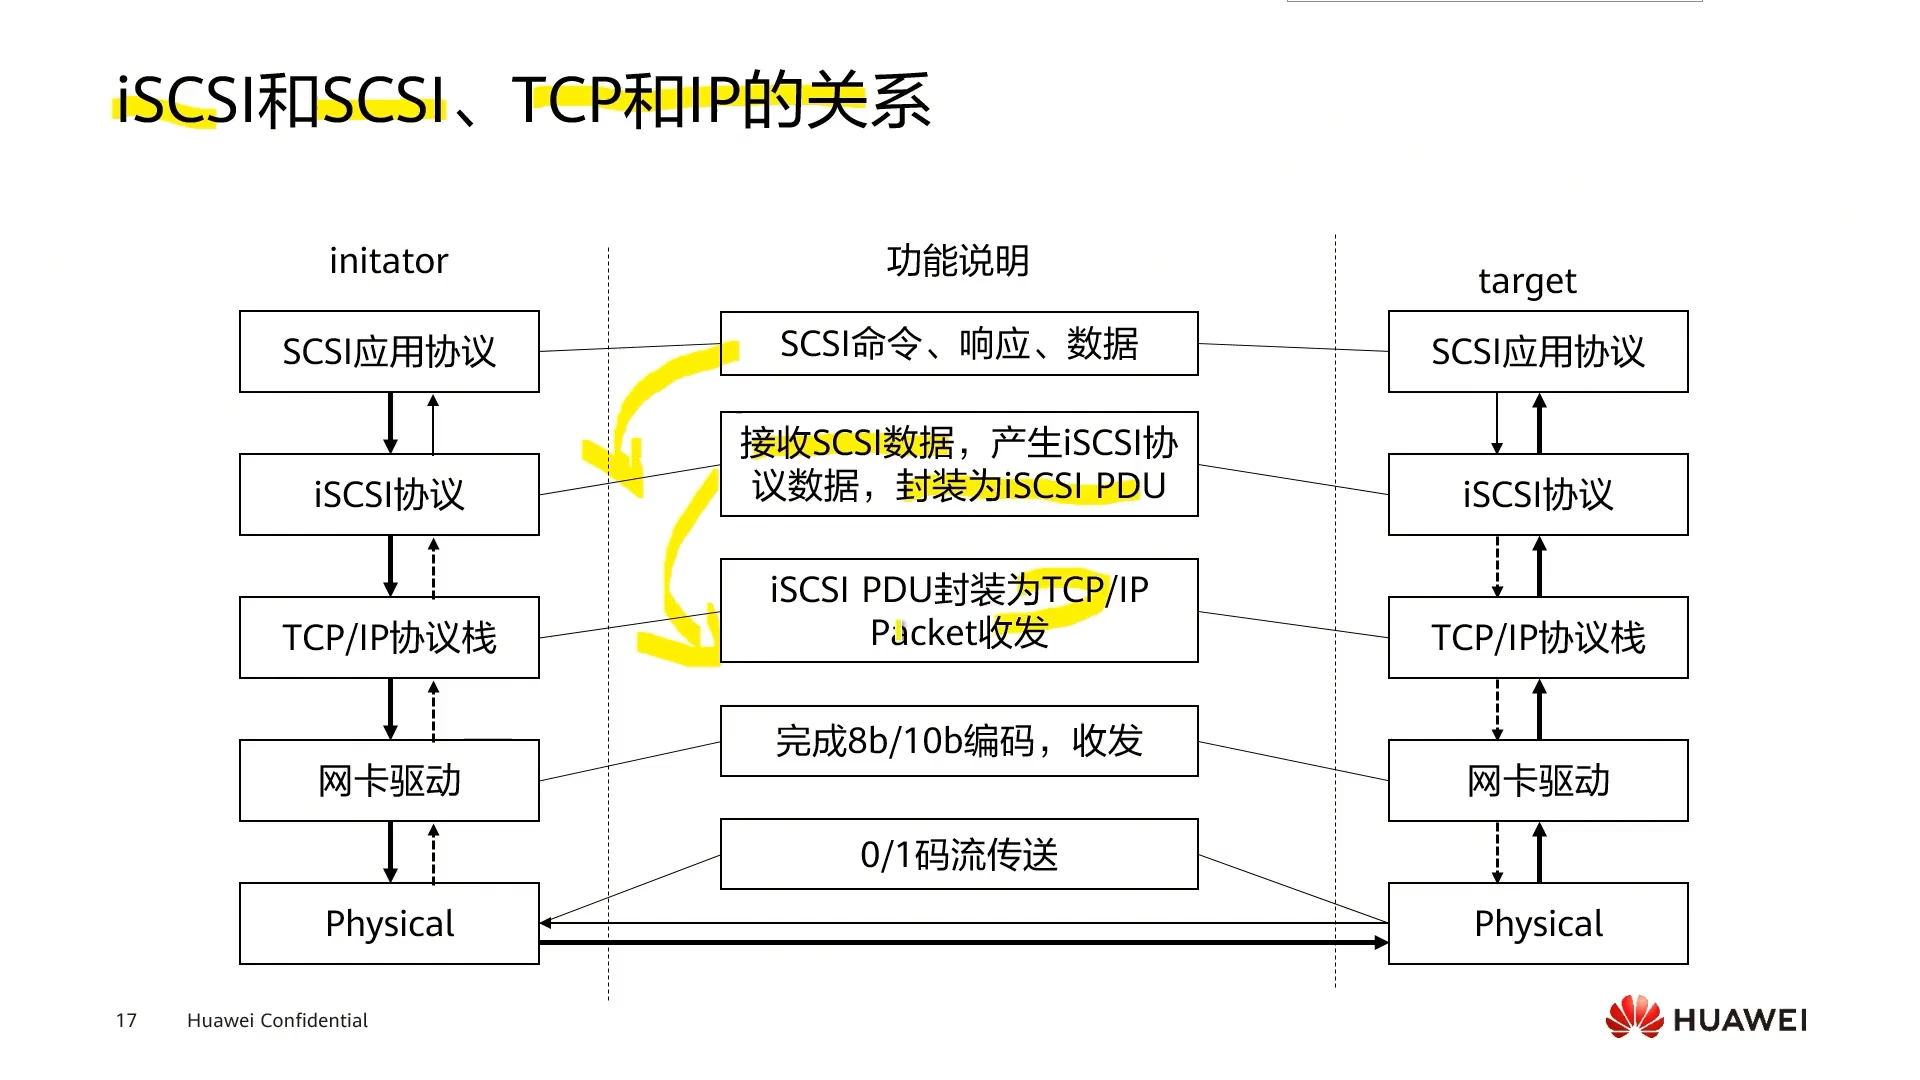 iSCSI和SCSI、TCP和IP的关系
initator
功能说明
target
SCSI应用协议
SCSI命令、响应、数据
SCSI应用协议
iSCSI协议
接收SCSI数据，产生iSCSI协
议数据，封装为iSCSI PDU
iSCSI协议
TCP/IP协议栈
iSCSI PDU封装为TCP/IP
Packet收发
TCP/IP协议栈
网卡驱动
完成8b/10b编码，收发
网卡驱动
Physical
0/1码流传送
Physical
17 Huawei Confidential
HUAWEI